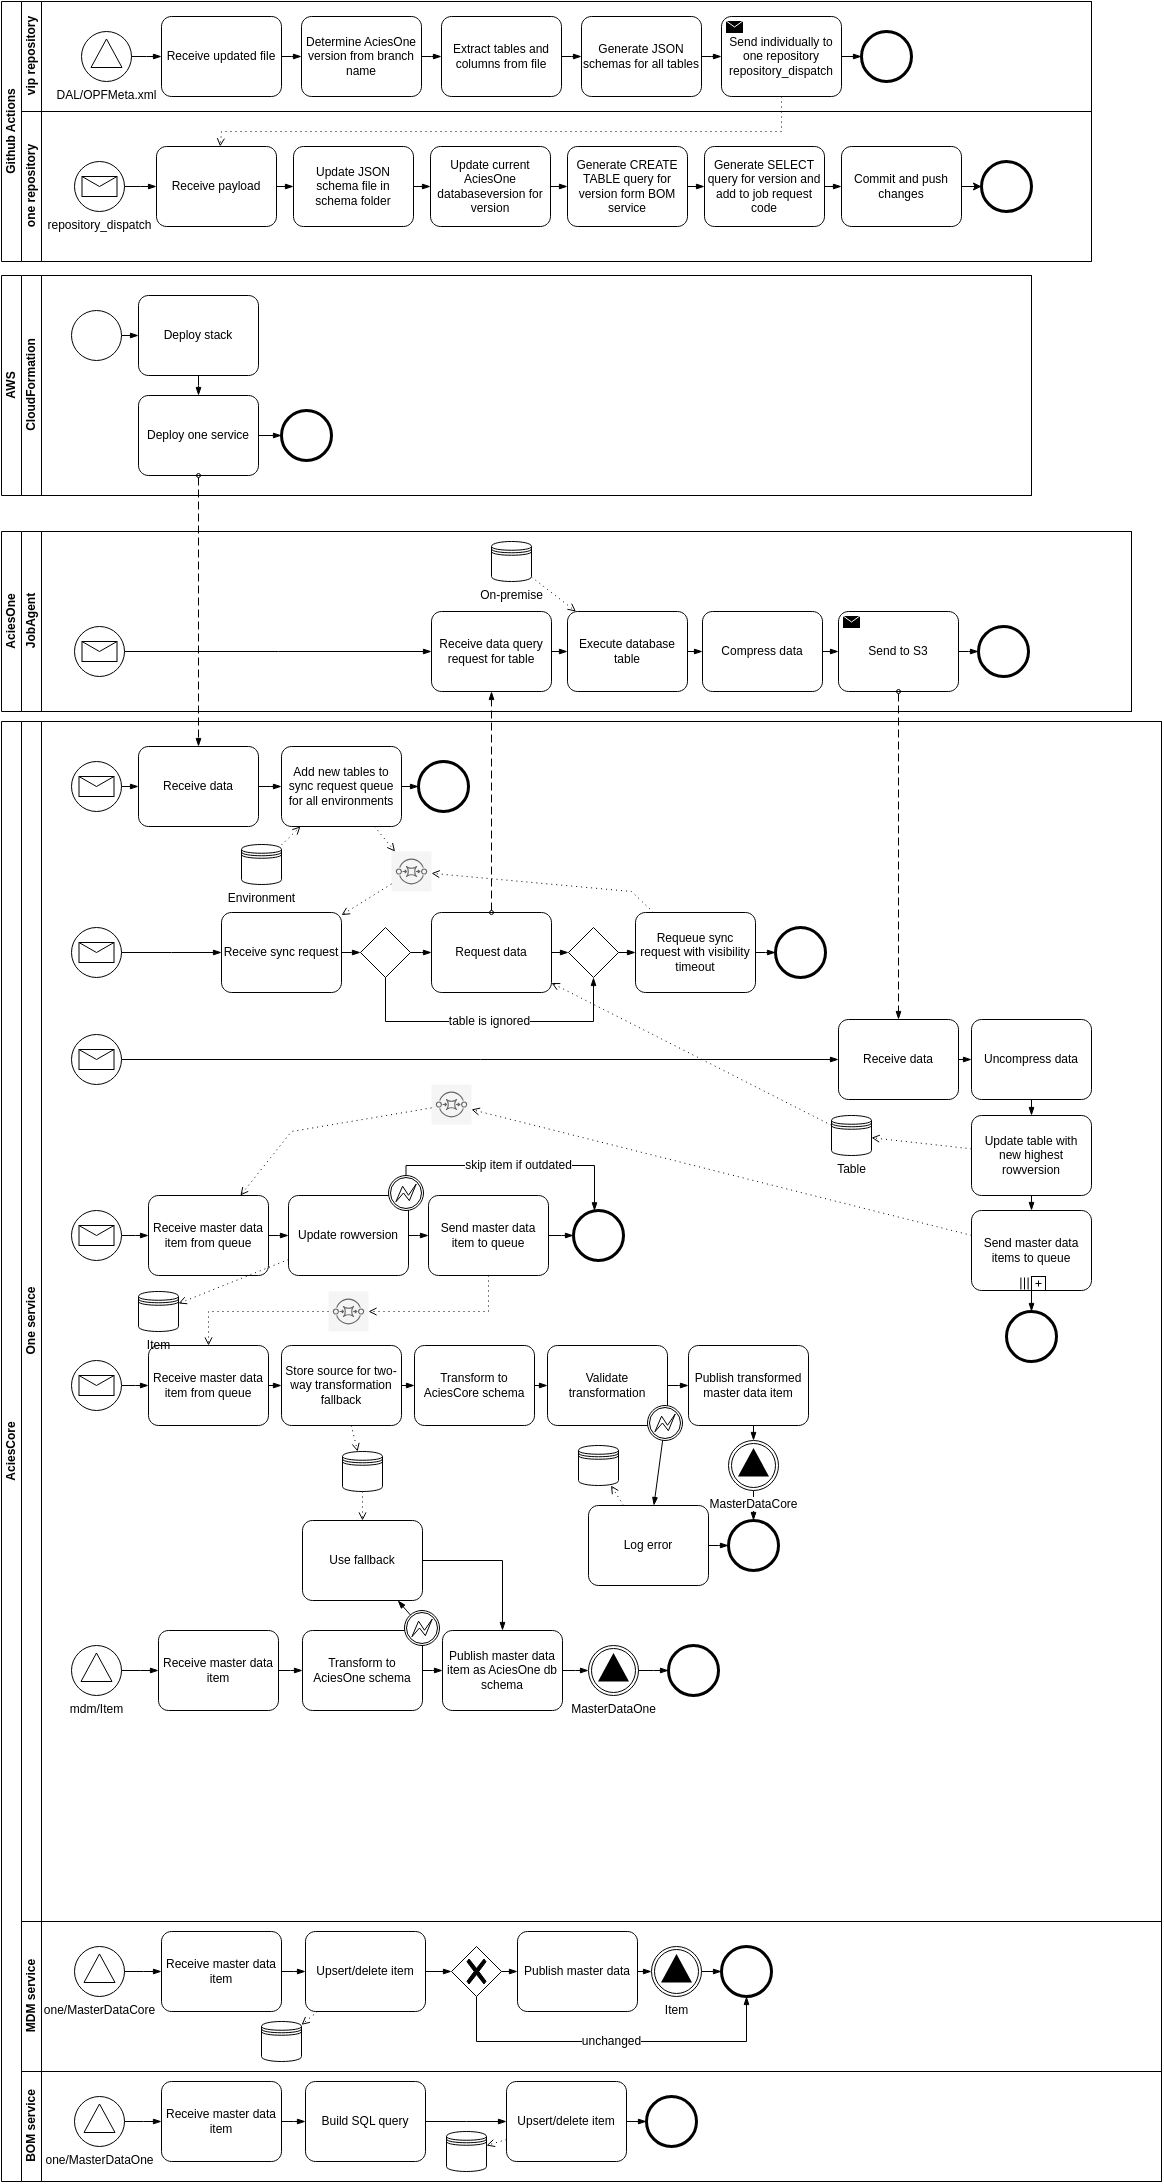 Github Actions
vip repository
DAL/OPFMeta.xml
Receive updated file
Determine AciesOne
version from branch
name
Extract tables and
columns from file
Generate JSON
schemas for all tables
Send individually to
one repository
repository_dispatch
one repository
repository_dispatch
Receive payload
Update JSON
schema file in
schema folder
Update current
AciesOne
databaseversion for
version
Generate CREATE
TABLE query for
version form BOM
service
Generate SELECT
query for version and
add to job request
code
Commit and push
changes
AWS
CloudFormation
Deploy stack
Deploy one service
AciesOne
JobAgent
On-premise
Receive data query
request for table
Execute database
table
Compress data
Send to S3
AciesCore
One service
Receive data
Add new tables to
sync request queue
for all environments
Environment
Receive sync request
Request data
Requeue sync
request with visibility
timeout
table is ignored
Receive data
Uncompress data
Table
Update table with
new highest
rowversion
Send master data
items to queue
skip item if outdated
Receive master data
item from queue
Update rowversion
Send master data
item to queue
Item
Receive master data
item from queue
Store source for two-
way transformation
fallback
Transform to
AciesCore schema
Validate
transformation
Publish transformed
master data item
MasterDataCore
Log error
Use fallback
mdm/Item
Receive master data
item
Transform to
AciesOne schema
Publish master data
item as AciesOne db
schema
MasterDataOne
MDM service
one/MasterDataCore
Receive master data
item
Upsert/delete item
Publish master data
Item
unchanged
BOM service
one/MasterDataOne
Receive master data
item
Build SQL query
Upsert/delete item